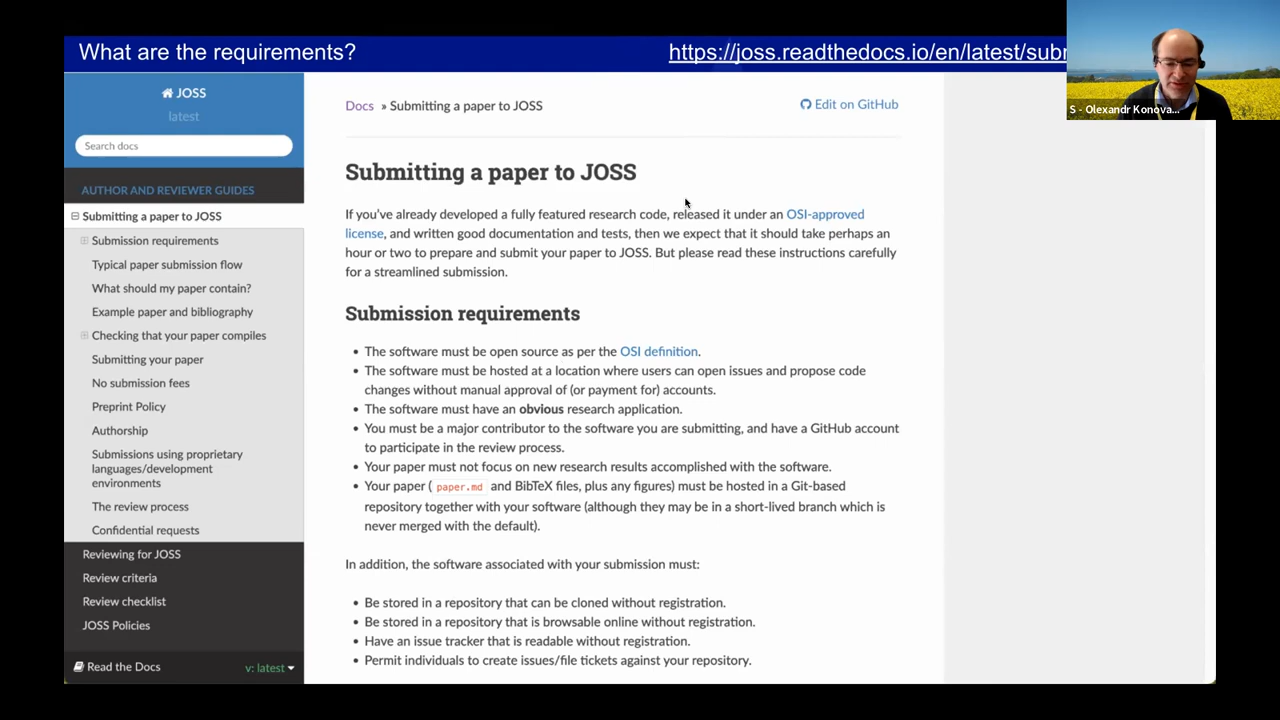 What are the requirements?
https://joss.readthedocs.io/en/latest/subm
S - Olexandr Konova...
JOSS
latest
Search docs
AUTHOR AND REVIEWER GUIDES
Submitting a paper to JOSS
Submission requirements
Typical paper submission flow
What should my paper contain?
Example paper and bibliography
Checking that your paper compiles
Submitting your paper
No submission fees
Preprint Policy
Authorship
Submissions using proprietary
languages/development
environments
The review process
Confidential requests
Reviewing for JOSS
Review criteria
Review checklist
JOSS Policies
Read the Docs
v: latest
Docs » Submitting a paper to JOSS
Edit on GitHub
Submitting a paper to JOSS
If you've already developed a fully featured research code, released it under an OSI-approved
license, and written good documentation and tests, then we expect that it should take perhaps an
hour or two to prepare and submit your paper to JOSS. But please read these instructions carefully
for a streamlined submission.
Submission requirements
• The software must be open source as per the OSI definition.
• The software must be hosted at a location where users can open issues and propose code
changes without manual approval of (or payment for) accounts.
• The software must have an obvious research application.
• You must be a major contributor to the software you are submitting, and have a GitHub account
to participate in the review process.
• Your paper must not focus on new research results accomplished with the software.
• Your paper ( paper.md and BibTeX files, plus any figures) must be hosted in a Git-based
repository together with your software (although they may be in a short-lived branch which is
never merged with the default).
In addition, the software associated with your submission must:
• Be stored in a repository that can be cloned without registration.
• Be stored in a repository that is browsable online without registration.
• Have an issue tracker that is readable without registration.
• Permit individuals to create issues/file tickets against your repository.